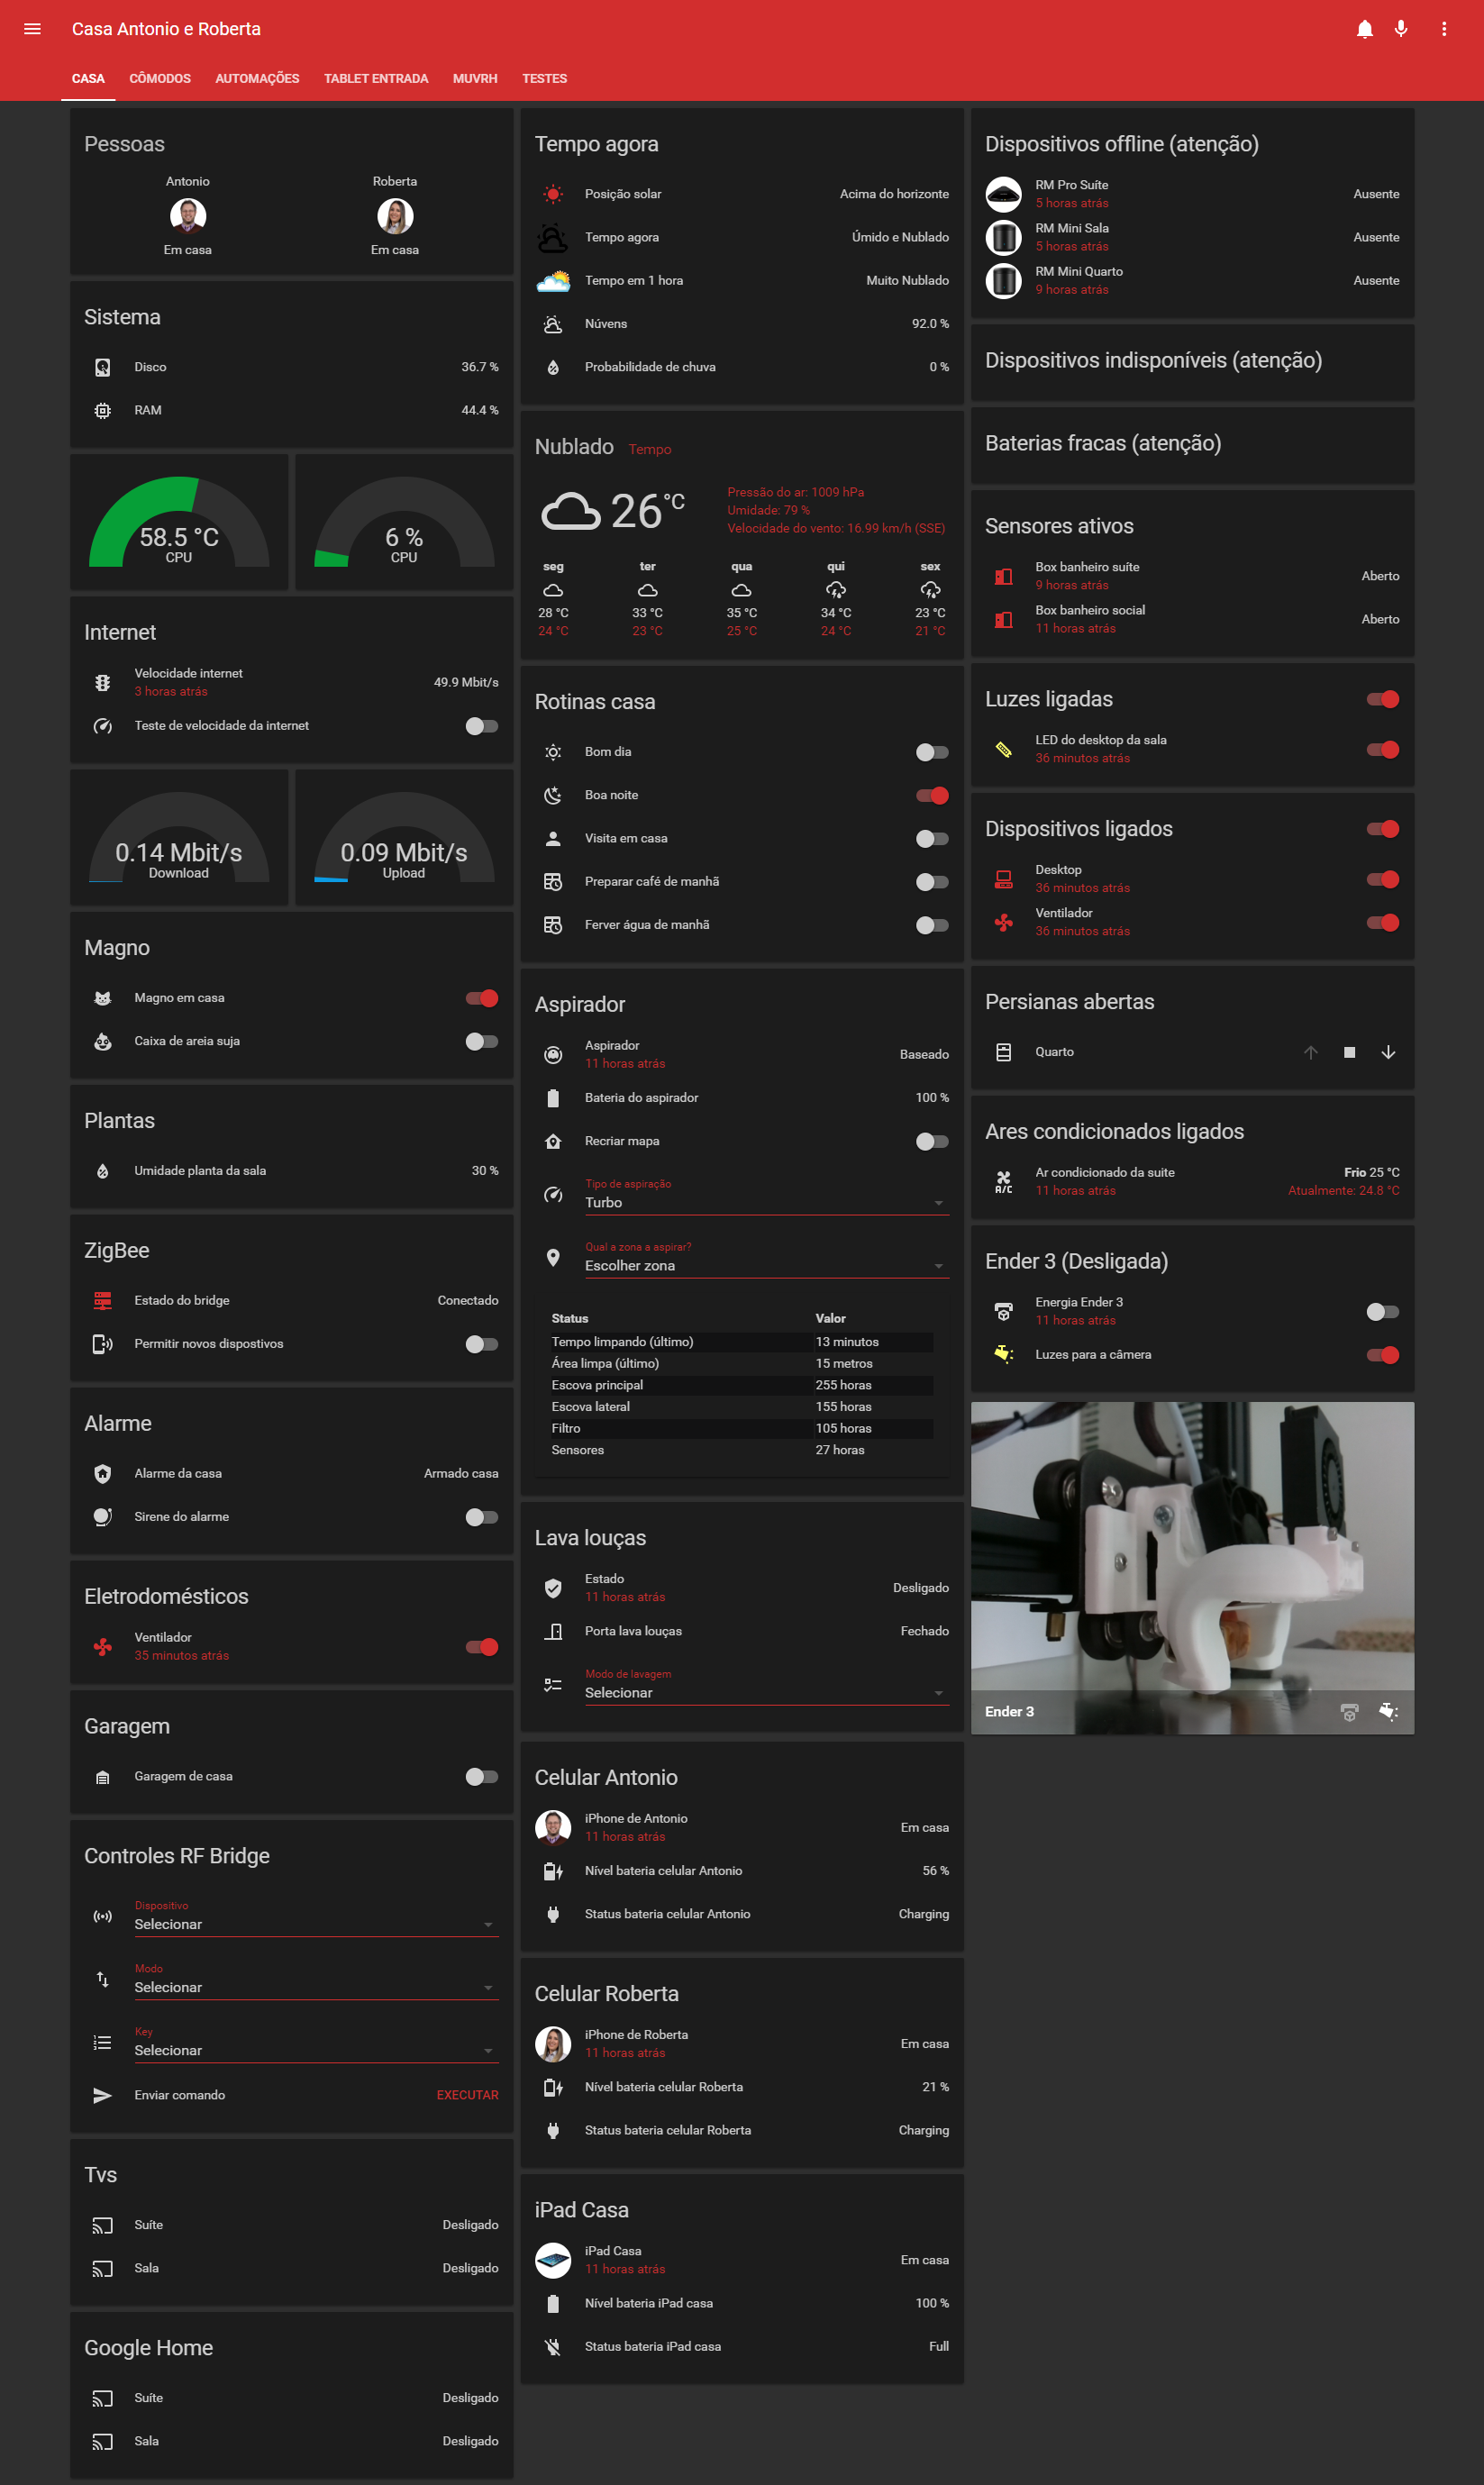 Casa Antonio e Roberta
CASA CÔMODOS AUTOMAÇÕES TABLET ENTRADA MUVRH TESTES
Pessoas
Antonio Roberta
Em casa Em casa
Sistema
Disco 36.7 %
RAM 44.4 %
58.5 °C 6 %
CPU CPU
Internet
Velocidade internet
3 horas atrás
49.9 Mbit/s
Teste de velocidade da internet
0.14 Mbit/s 0.09 Mbit/s
Download Upload
Magno
Magno em casa
Caixa de areia suja
Plantas
Umidade planta da sala 30 %
ZigBee
Estado do bridge Conectado
Permitir novos dispostivos
Alarme
Alarme da casa Armado casa
Sirene do alarme
Eletrodomésticos
Ventilador
35 minutos atrás
Garagem
Garagem de casa
Controles RF Bridge
Dispositivo
Selecionar
Modo
Selecionar
Key
Selecionar
Enviar comando EXECUTAR
Tvs
Suíte Desligado
Sala Desligado
Google Home
Suíte Desligado
Sala Desligado
Tempo agora
Posição solar Acima do horizonte
Tempo agora Úmido e Nublado
Tempo em 1 hora Muito Nublado
Núvens 92.0 %
Probabilidade de chuva 0 %
Nublado Tempo
26 °C
Pressão do ar: 1009 hPa
Umidade: 79 %
Velocidade do vento: 16.99 km/h (SSE)
seg ter qua qui sex
28 °C 33 °C 35 °C 34 °C 23 °C
24 °C 23 °C 25 °C 24 °C 21 °C
Rotinas casa
Bom dia
Boa noite
Visita em casa
Preparar café de manhã
Ferver água de manhã
Aspirador
Aspirador
11 horas atrás
Baseado
Bateria do aspirador 100 %
Recriar mapa
Tipo de aspiração
Turbo
Qual a zona a aspirar?
Escolher zona
Status Valor
Tempo limpando (último) 13 minutos
Área limpa (último) 15 metros
Escova principal 255 horas
Escova lateral 155 horas
Filtro 105 horas
Sensores 27 horas
Lava louças
Estado
11 horas atrás
Desligado
Porta lava louças Fechado
Modo de lavagem
Selecionar
Celular Antonio
iPhone de Antonio
11 horas atrás
Em casa
Nível bateria celular Antonio 56 %
Status bateria celular Antonio Charging
Celular Roberta
iPhone de Roberta
11 horas atrás
Em casa
Nível bateria celular Roberta 21 %
Status bateria celular Roberta Charging
iPad Casa
iPad Casa
11 horas atrás
Em casa
Nível bateria iPad casa 100 %
Status bateria iPad casa Full
Dispositivos offline (atenção)
RM Pro Suíte
5 horas atrás
Ausente
RM Mini Sala
5 horas atrás
Ausente
RM Mini Quarto
9 horas atrás
Ausente
Dispositivos indisponíveis (atenção)
Baterias fracas (atenção)
Sensores ativos
Box banheiro suíte
9 horas atrás
Aberto
Box banheiro social
11 horas atrás
Aberto
Luzes ligadas
LED do desktop da sala
36 minutos atrás
Dispositivos ligados
Desktop
36 minutos atrás
Ventilador
36 minutos atrás
Persianas abertas
Quarto
Ares condicionados ligados
A/C
Ar condicionado da suite
11 horas atrás
Frio 25 °C
Atualmente: 24.8 °C
Ender 3 (Desligada)
Energia Ender 3
11 horas atrás
Luzes para a câmera
Ender 3